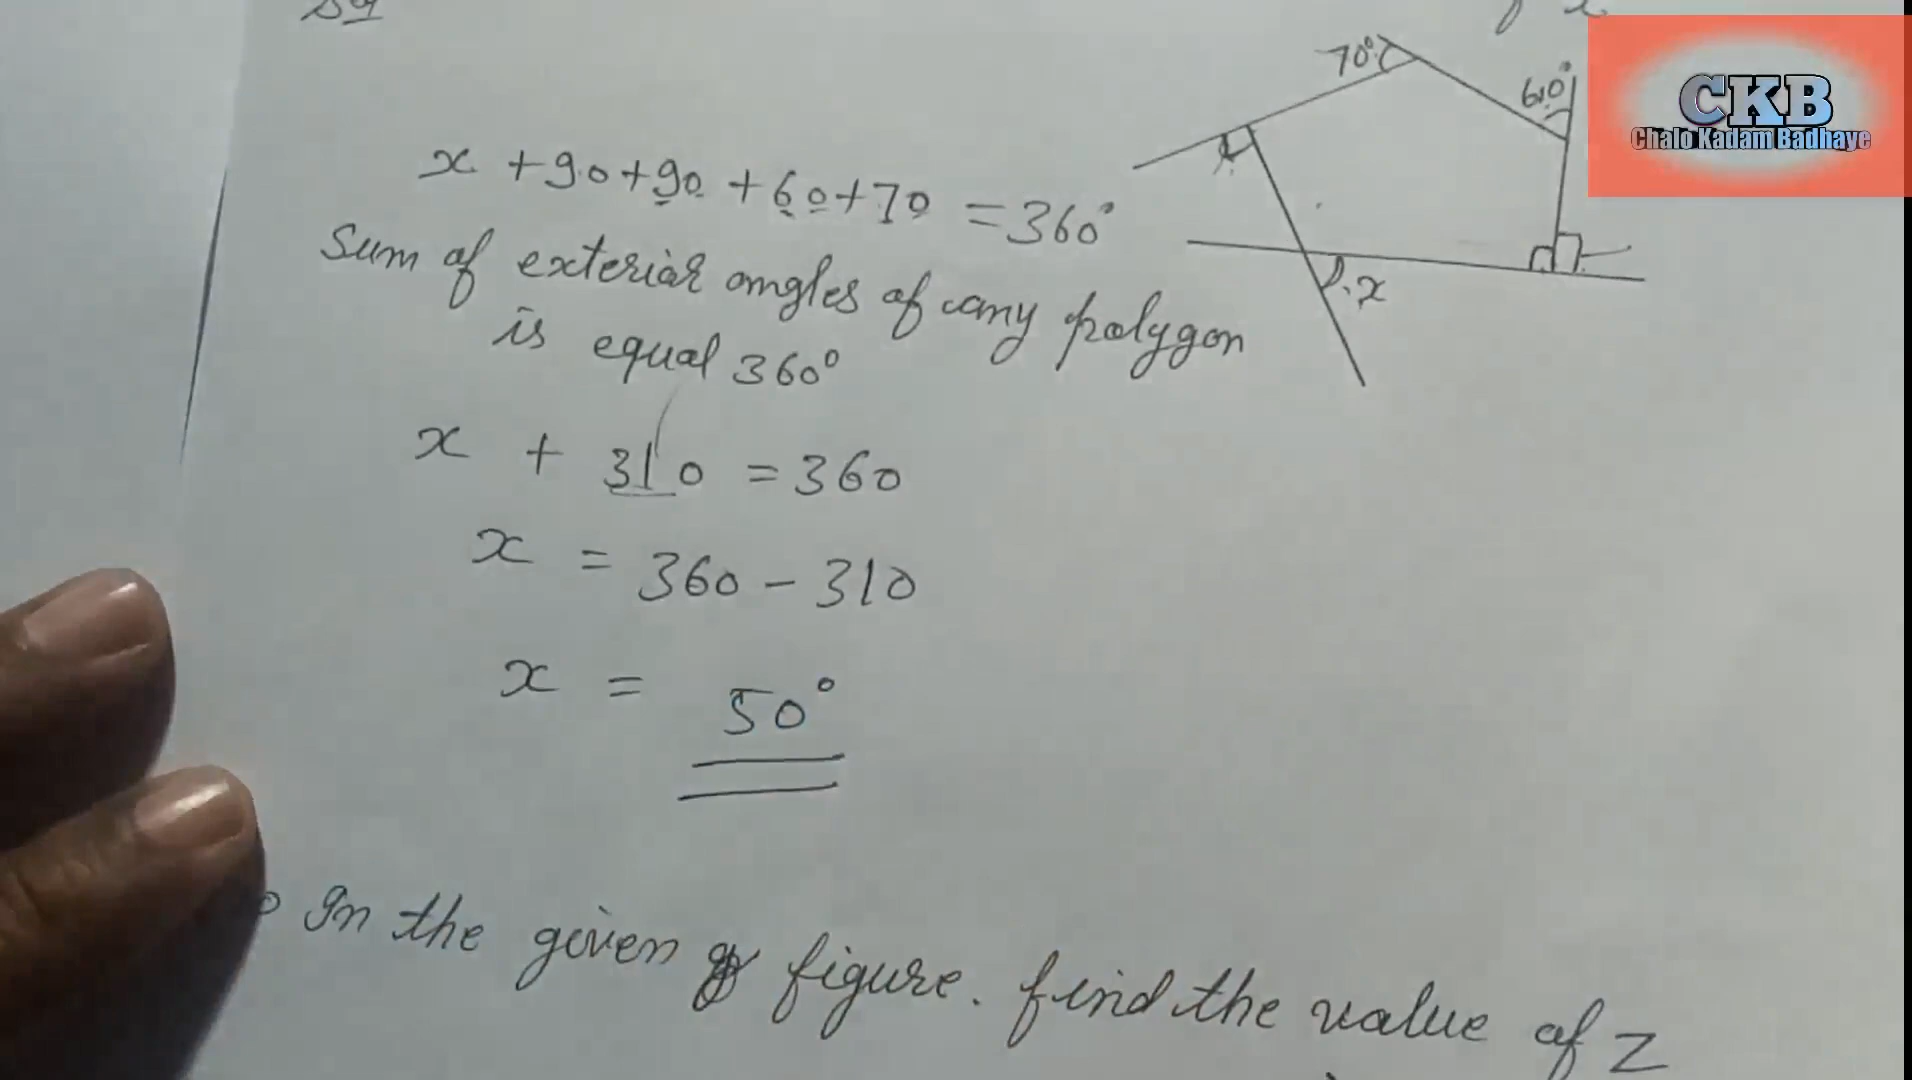 70°
60°
CKB
Chalo Kadam Badhaye
x + 90 + 90 + 60 + 70 = 360°
x
Sum of exterior angles of any polygon
is equal 360°
x + 310 = 360
x = 360 - 310
x = 50°
In the given figure. find the value of z